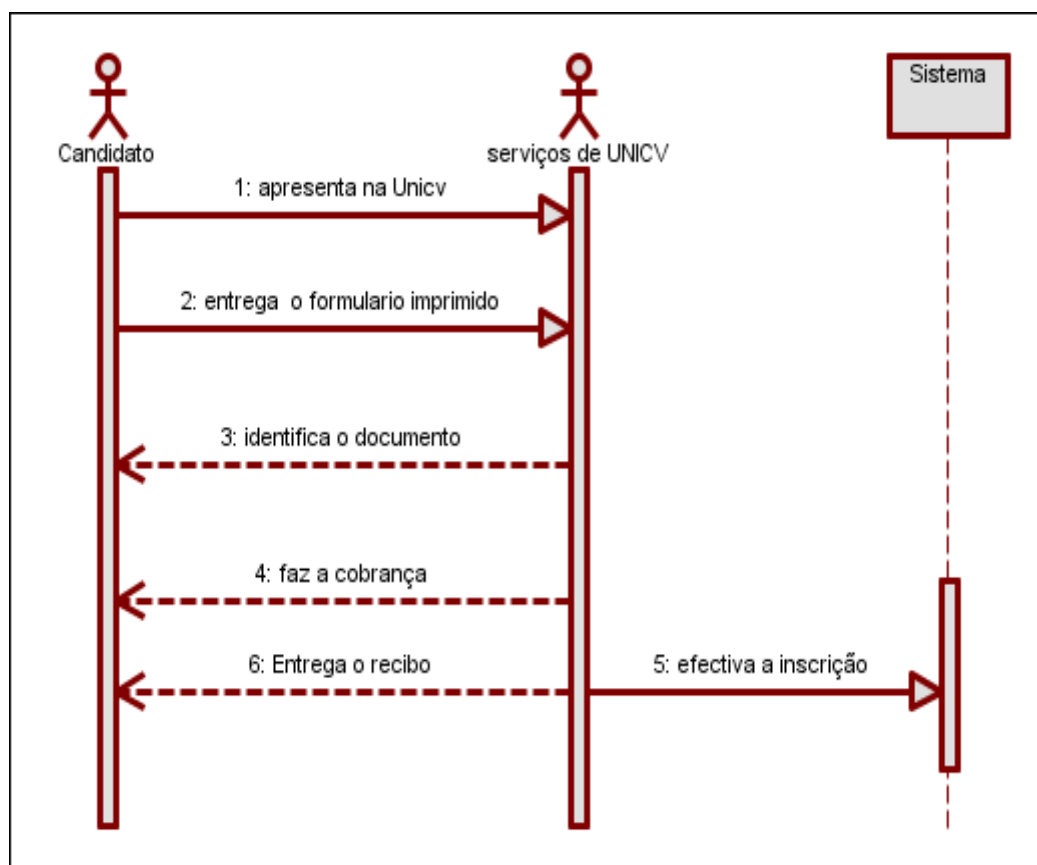 Candidato
serviços de UNICV
Sistema
1: apresenta na Unicv
2: entrega o formulario imprimido
3: identifica o documento
4: faz a cobrança
6: Entrega o recibo
5: efectiva a inscrição